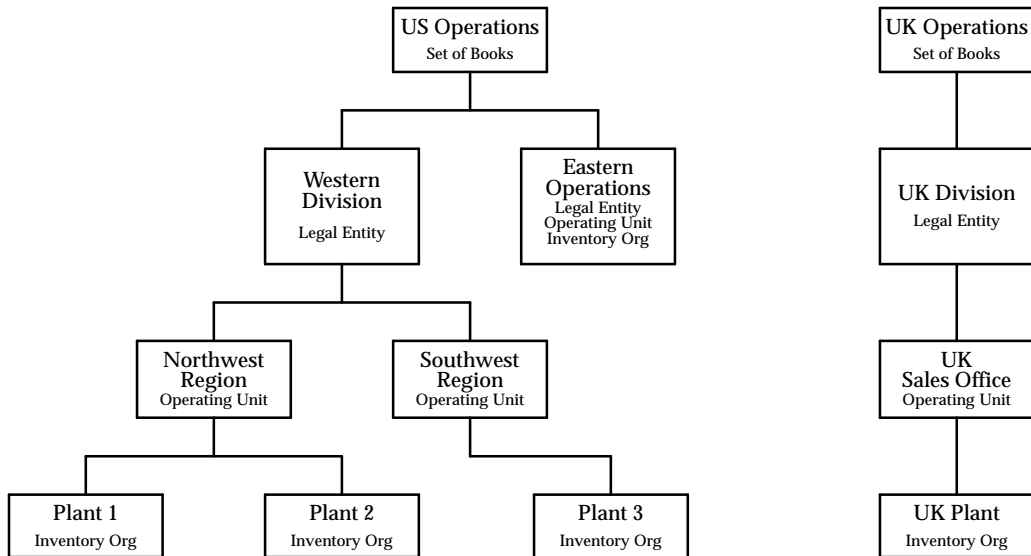 US Operations
Set of Books
UK Operations
Set of Books
Western
Division
Legal Entity
Eastern
Operations
Legal Entity
Operating Unit
Inventory Org
UK Division
Legal Entity
Northwest
Region
Operating Unit
Southwest
Region
Operating Unit
UK
Sales Office
Operating Unit
Plant 1
Inventory Org
Plant 2
Inventory Org
Plant 3
Inventory Org
UK Plant
Inventory Org